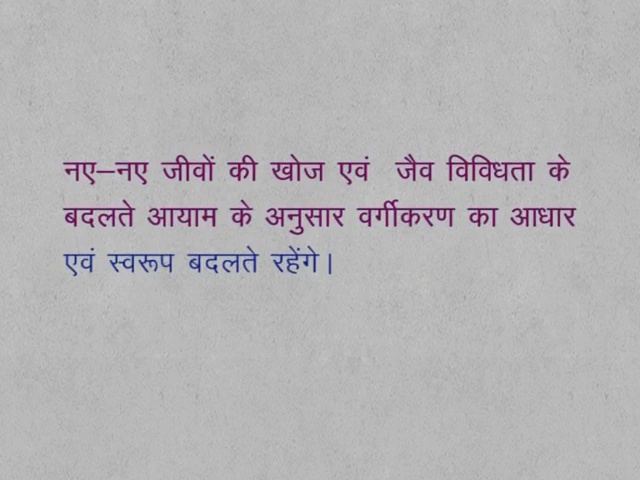 नए–नए जीवों की खोज एवं जैव विविधता के
बदलते आयाम के अनुसार वर्गीकरण का आधार
एवं स्वरूप बदलते रहेंगे।